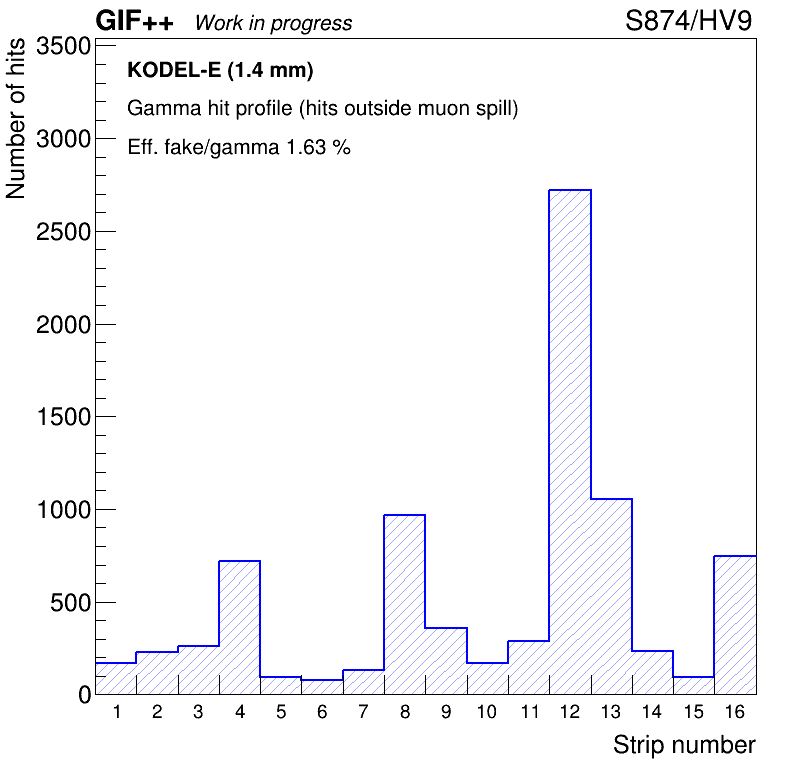 GIF++ Work in progress S874/HV9
Number of hits
3500
3000
2500
2000
1500
1000
500
0
KODEL-E (1.4 mm)
Gamma hit profile (hits outside muon spill)
Eff. fake/gamma 1.63 %
1 2 3 4 5 6 7 8 9 10 11 12 13 14 15 16
Strip number